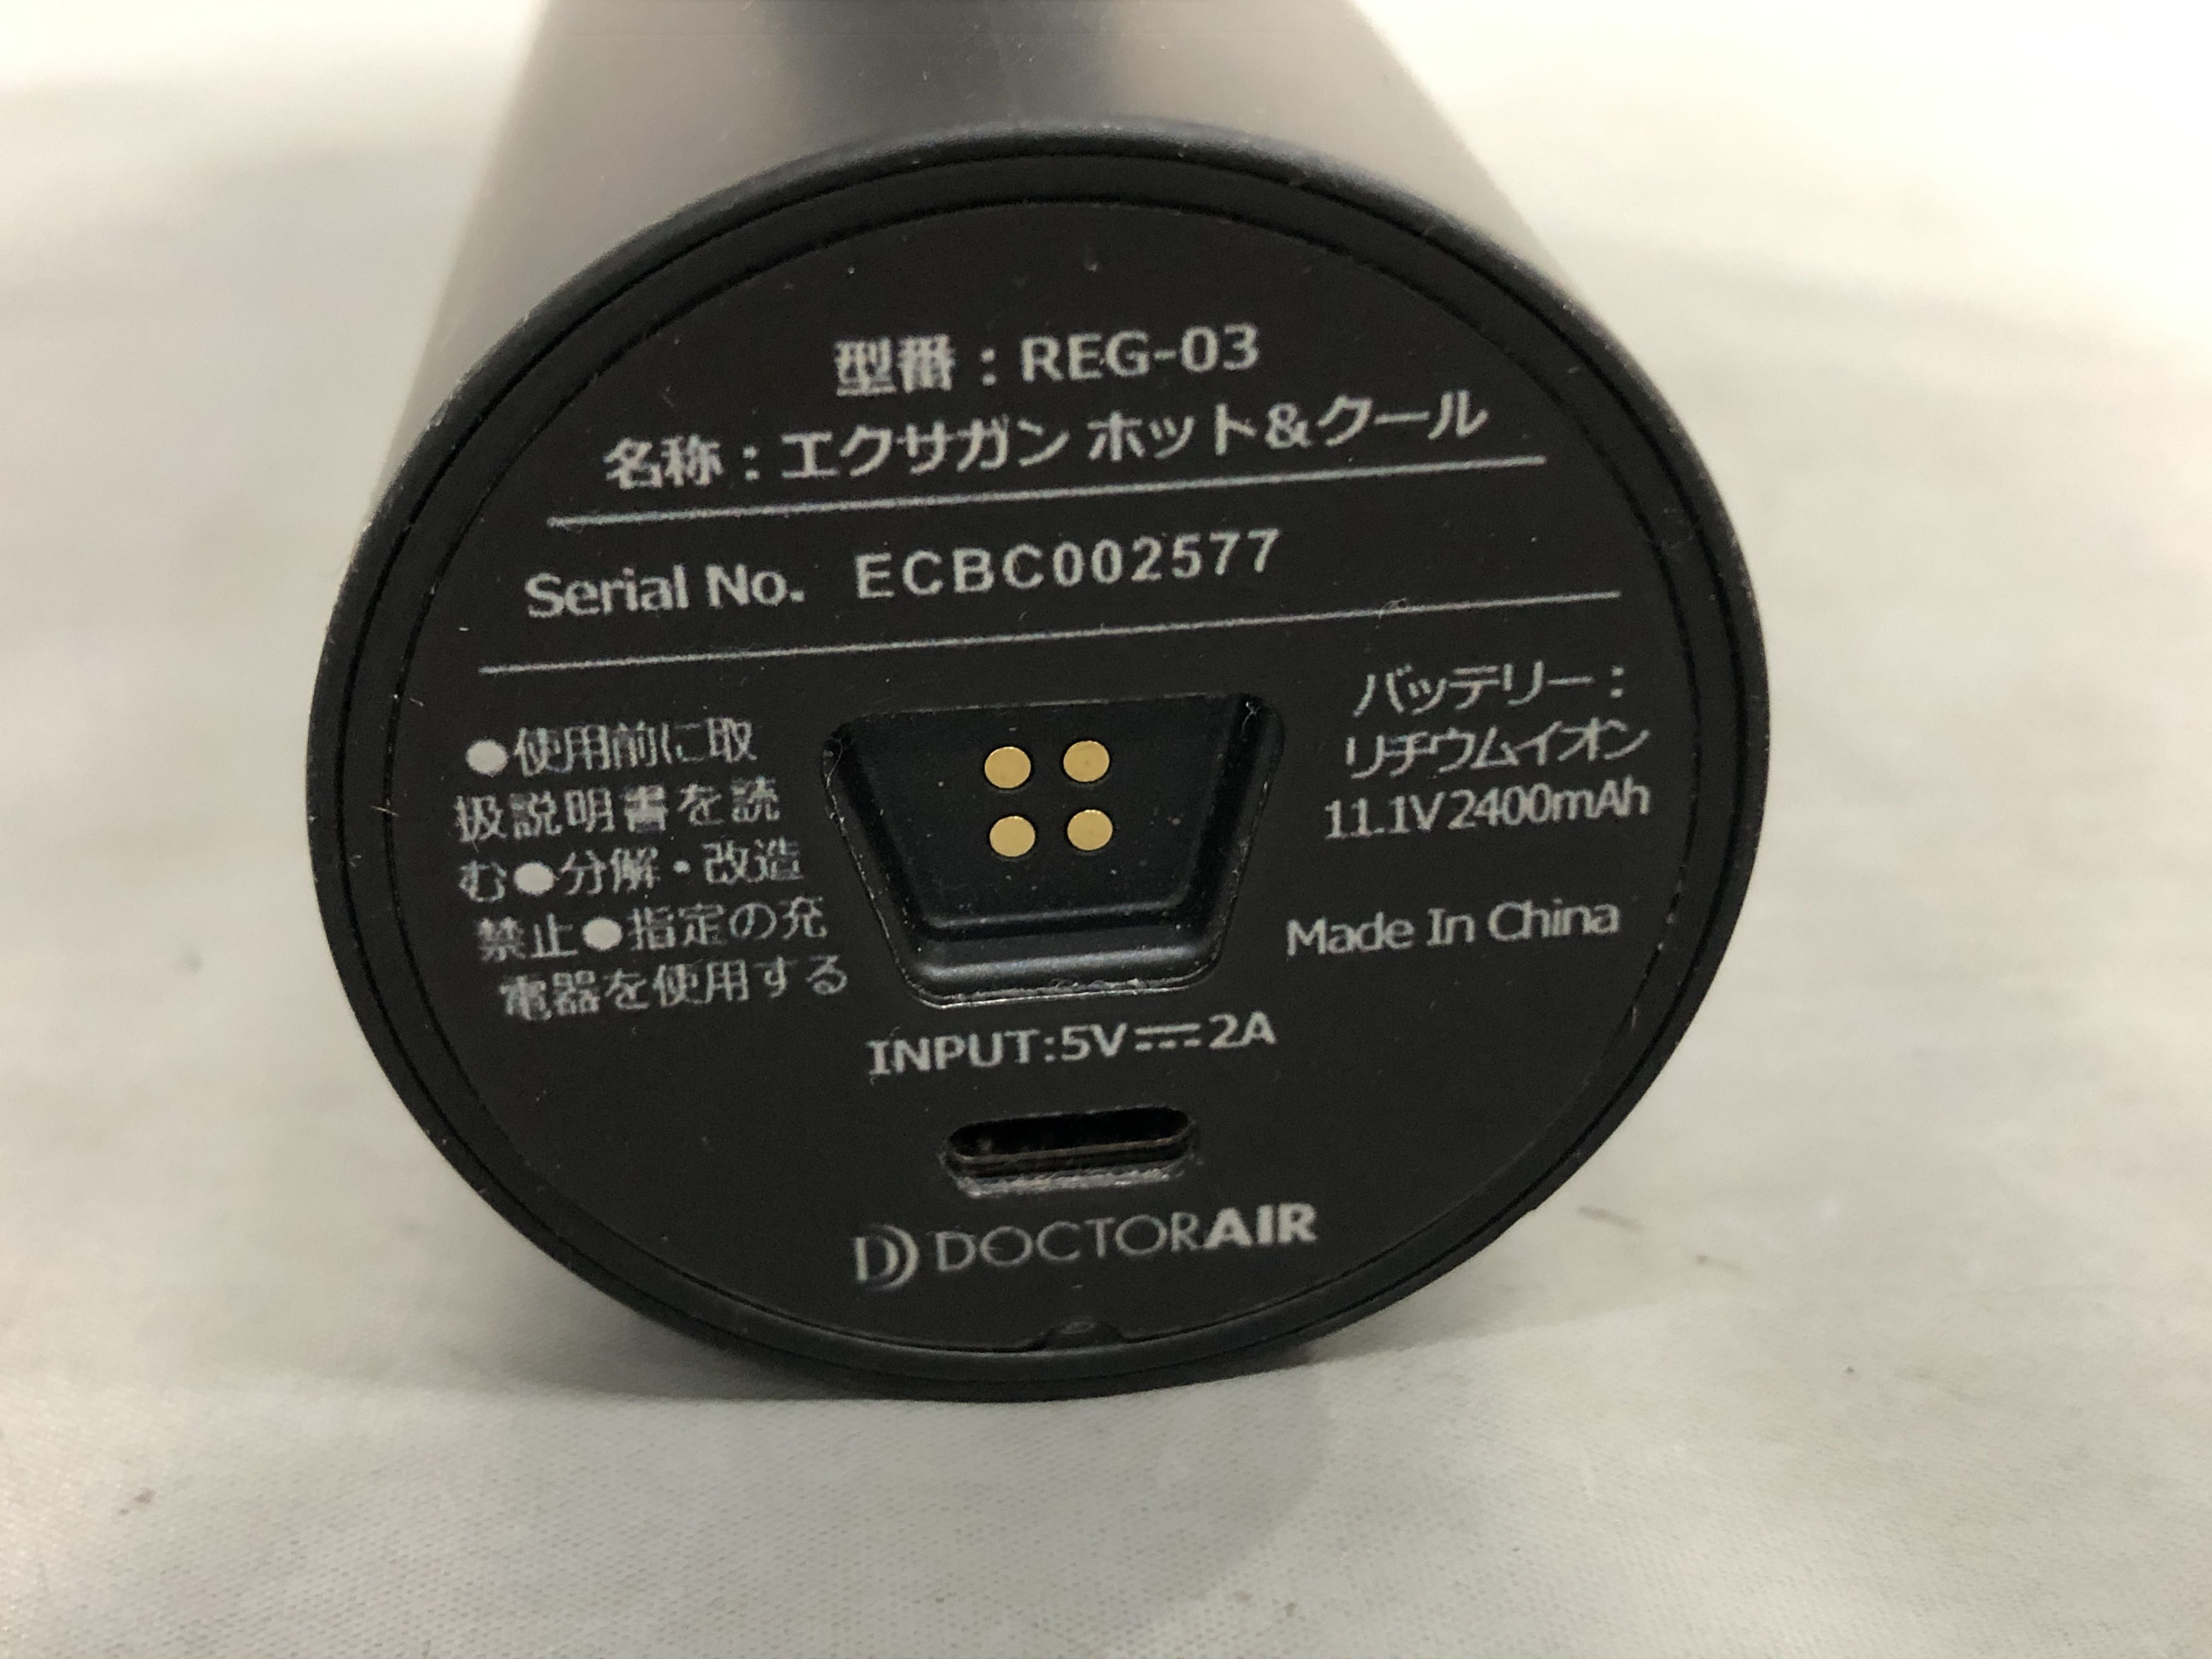 型番：REG-03
名称：エクサガン ホット&クール
Serial No. ECBC002577
●使用前に取
扱説明書を読
む●分解・改造
禁止●指定の充
電器を使用する
バッテリー：
リチウムイオン
11.1V 2400mAh
Made In China
INPUT:5V⎓2A
DOCTORAIR